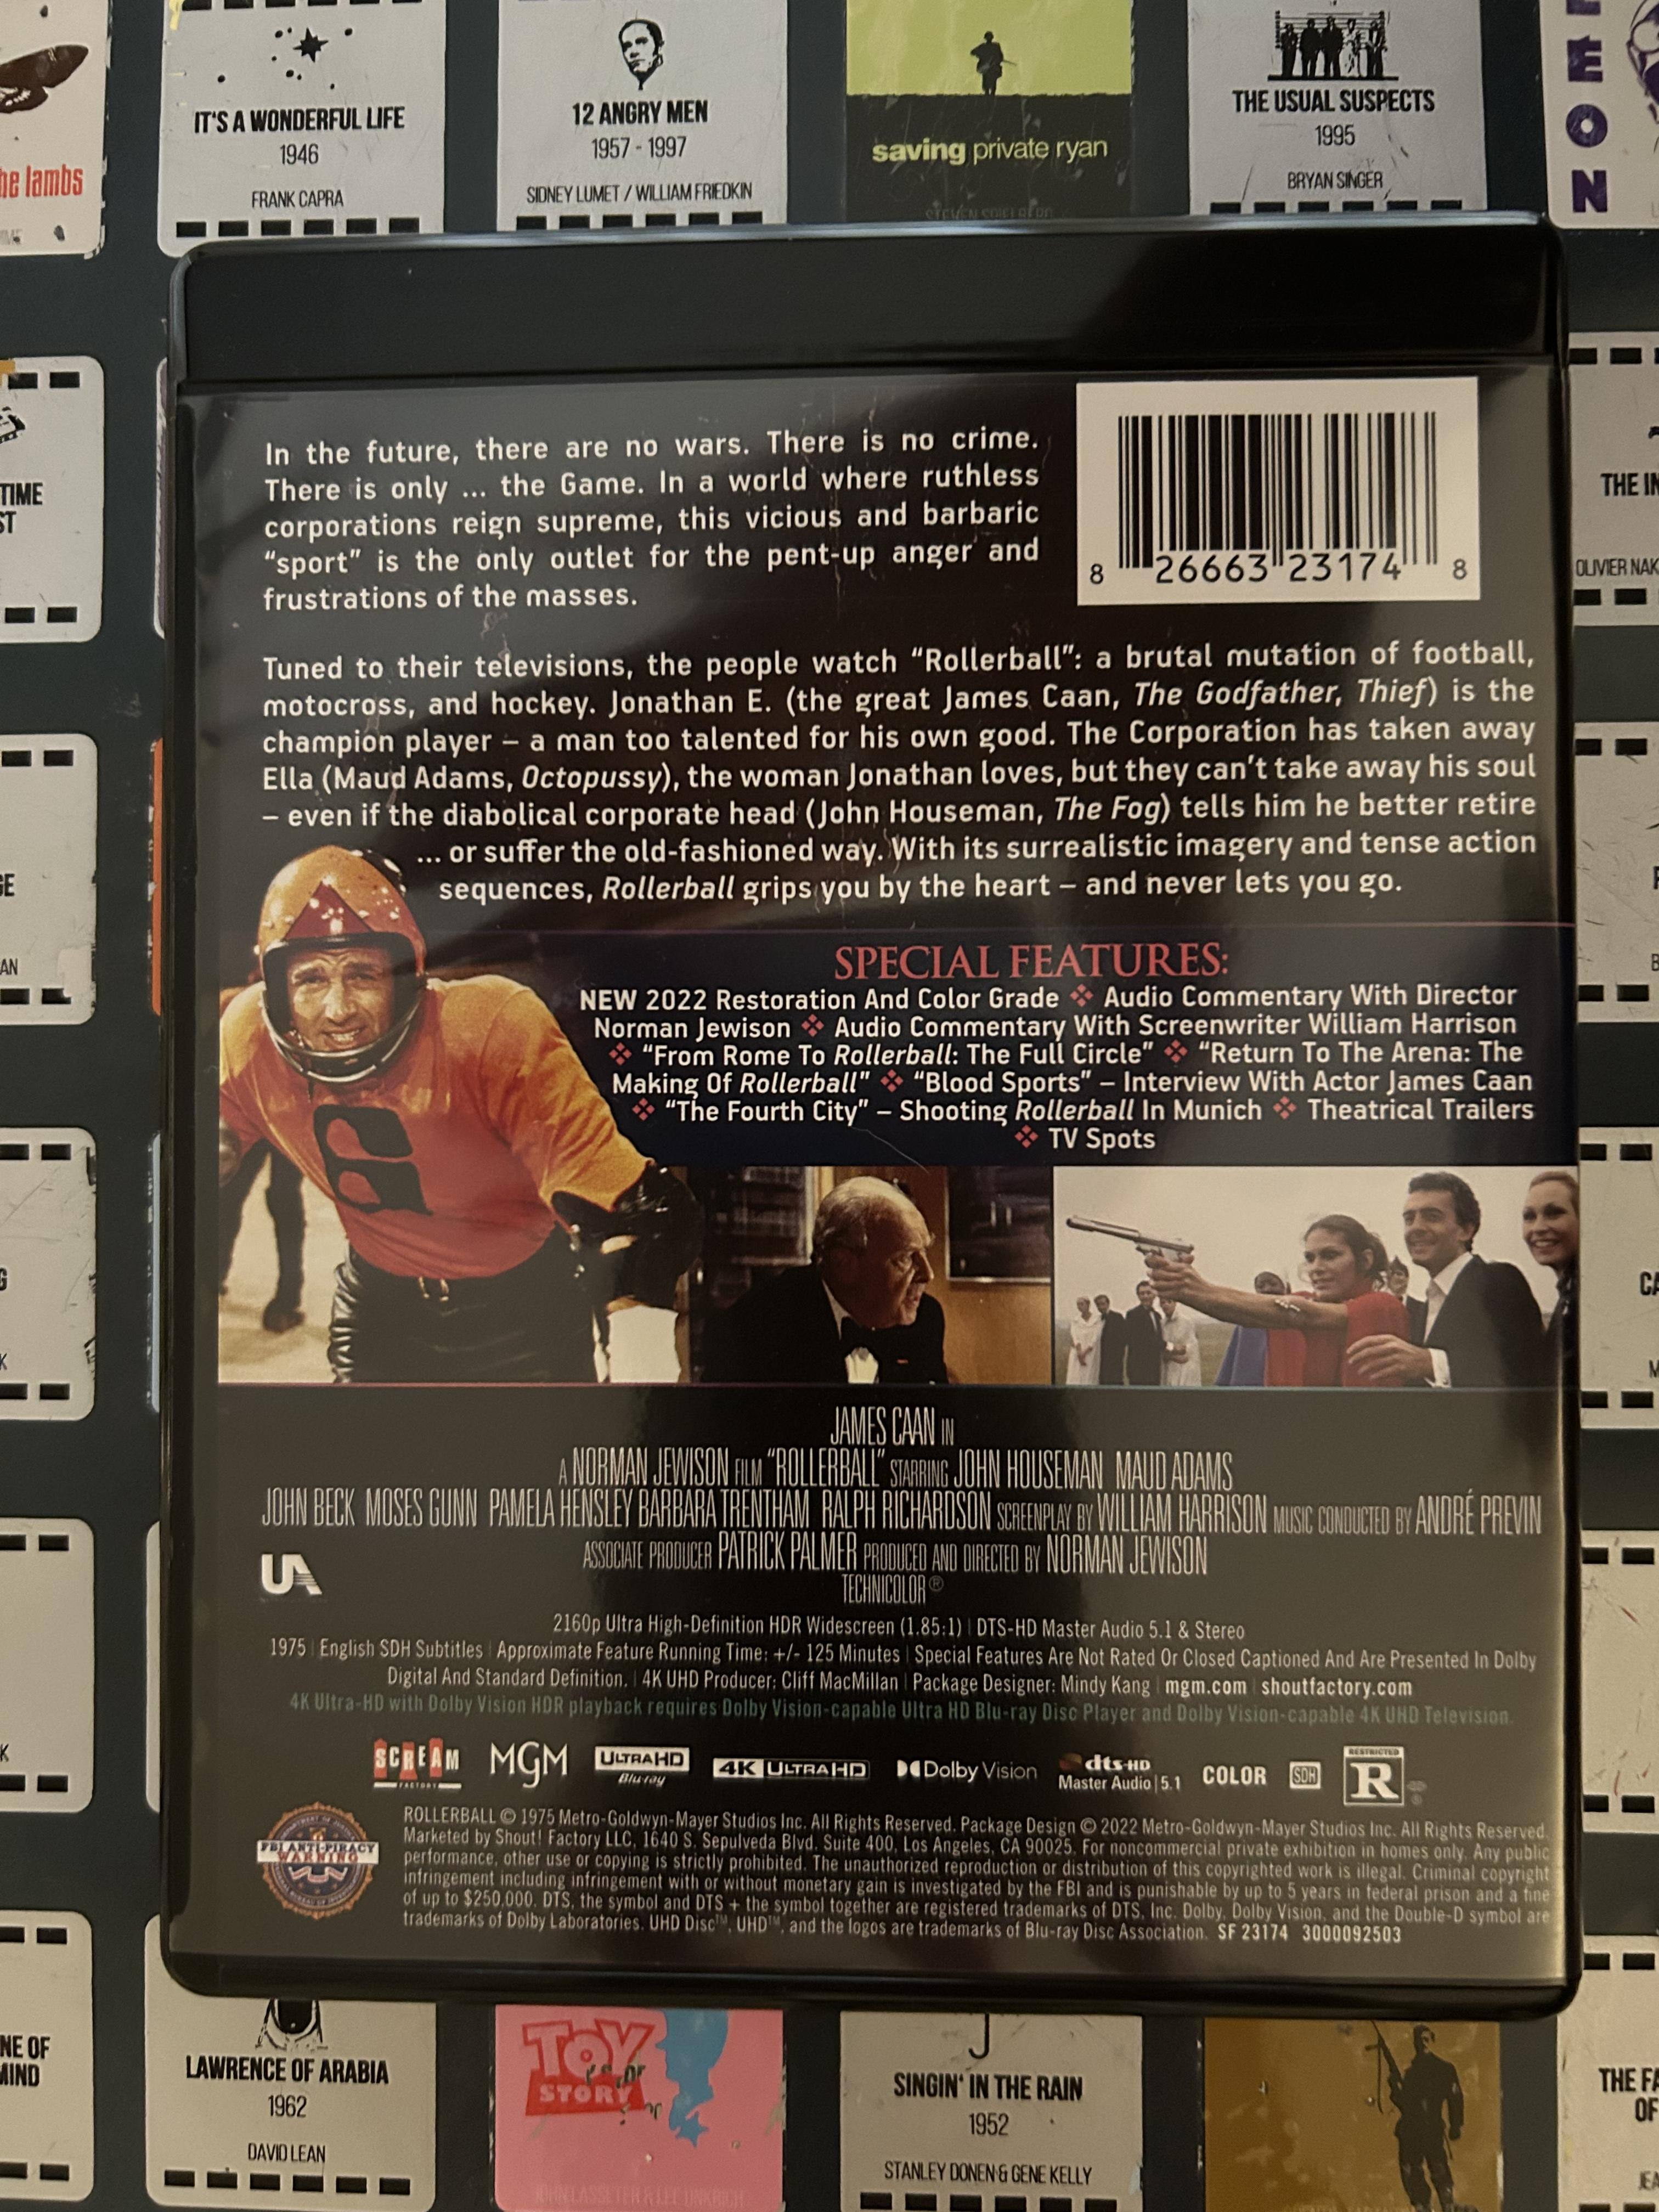 LEON
he lambs
IT'S A WONDERFUL LIFE
1946
FRANK CAPRA
12 ANGRY MEN
1957 - 1997
SIDNEY LUMET / WILLIAM FRIEDKIN
saving private ryan
STEVEN SPIELBERG
THE USUAL SUSPECTS
1995
BRYAN SINGER
TIME
ST
THE IN
OLIVIER NAK
In the future, there are no wars. There is no crime.
There is only ... the Game. In a world where ruthless
corporations reign supreme, this vicious and barbaric
“sport” is the only outlet for the pent-up anger and
frustrations of the masses.
8 26663 23174 8
Tuned to their televisions, the people watch “Rollerball”: a brutal mutation of football,
motocross, and hockey. Jonathan E. (the great James Caan, The Godfather, Thief) is the
champion player – a man too talented for his own good. The Corporation has taken away
Ella (Maud Adams, Octopussy), the woman Jonathan loves, but they can’t take away his soul
– even if the diabolical corporate head (John Houseman, The Fog) tells him he better retire
... or suffer the old-fashioned way. With its surrealistic imagery and tense action
sequences, Rollerball grips you by the heart – and never lets you go.
SPECIAL FEATURES:
NEW 2022 Restoration And Color Grade ❖ Audio Commentary With Director
Norman Jewison ❖ Audio Commentary With Screenwriter William Harrison
❖ “From Rome To Rollerball: The Full Circle” ❖ “Return To The Arena: The
Making Of Rollerball” ❖ “Blood Sports” – Interview With Actor James Caan
❖ “The Fourth City” – Shooting Rollerball In Munich ❖ Theatrical Trailers
❖ TV Spots
6
JAMES CAAN IN
A NORMAN JEWISON FILM “ROLLERBALL” STARRING JOHN HOUSEMAN MAUD ADAMS
JOHN BECK MOSES GUNN PAMELA HENSLEY BARBARA TRENTHAM RALPH RICHARDSON SCREENPLAY BY WILLIAM HARRISON MUSIC CONDUCTED BY ANDRÉ PREVIN
ASSOCIATE PRODUCER PATRICK PALMER PRODUCED AND DIRECTED BY NORMAN JEWISON
TECHNICOLOR®
UA
2160p Ultra High-Definition HDR Widescreen (1.85:1) | DTS-HD Master Audio 5.1 & Stereo
1975 | English SDH Subtitles | Approximate Feature Running Time: +/- 125 Minutes | Special Features Are Not Rated Or Closed Captioned And Are Presented In Dolby
Digital And Standard Definition. | 4K UHD Producer: Cliff MacMillan | Package Designer: Mindy Kang | mgm.com | shoutfactory.com
4K Ultra-HD with Dolby Vision HDR playback requires Dolby Vision-capable Ultra HD Blu-ray Disc Player and Dolby Vision-capable 4K UHD Television.
SCREAM FACTORY MGM ULTRA HD Blu-ray 4K ULTRA HD Dolby Vision dts-HD Master Audio | 5.1 COLOR SDH RESTRICTED R ®
FBI ANTI-PIRACY
WARNING
ROLLERBALL © 1975 Metro-Goldwyn-Mayer Studios Inc. All Rights Reserved. Package Design © 2022 Metro-Goldwyn-Mayer Studios Inc. All Rights Reserved.
Marketed by Shout! Factory LLC, 1640 S. Sepulveda Blvd. Suite 400, Los Angeles, CA 90025. For noncommercial private exhibition in homes only. Any public
performance, other use or copying is strictly prohibited. The unauthorized reproduction or distribution of this copyrighted work is illegal. Criminal copyright
infringement including infringement with or without monetary gain is investigated by the FBI and is punishable by up to 5 years in federal prison and a fine
of up to $250,000. DTS, the symbol and DTS + the symbol together are registered trademarks of DTS, Inc. Dolby, Dolby Vision, and the Double-D symbol are
trademarks of Dolby Laboratories. UHD Disc™, UHD™, and the logos are trademarks of Blu-ray Disc Association. SF 23174 3000092503
NE OF
MIND
LAWRENCE OF ARABIA
1962
DAVID LEAN
TOY
STORY
SINGIN' IN THE RAIN
1952
STANLEY DONEN & GENE KELLY
THE FA
OF